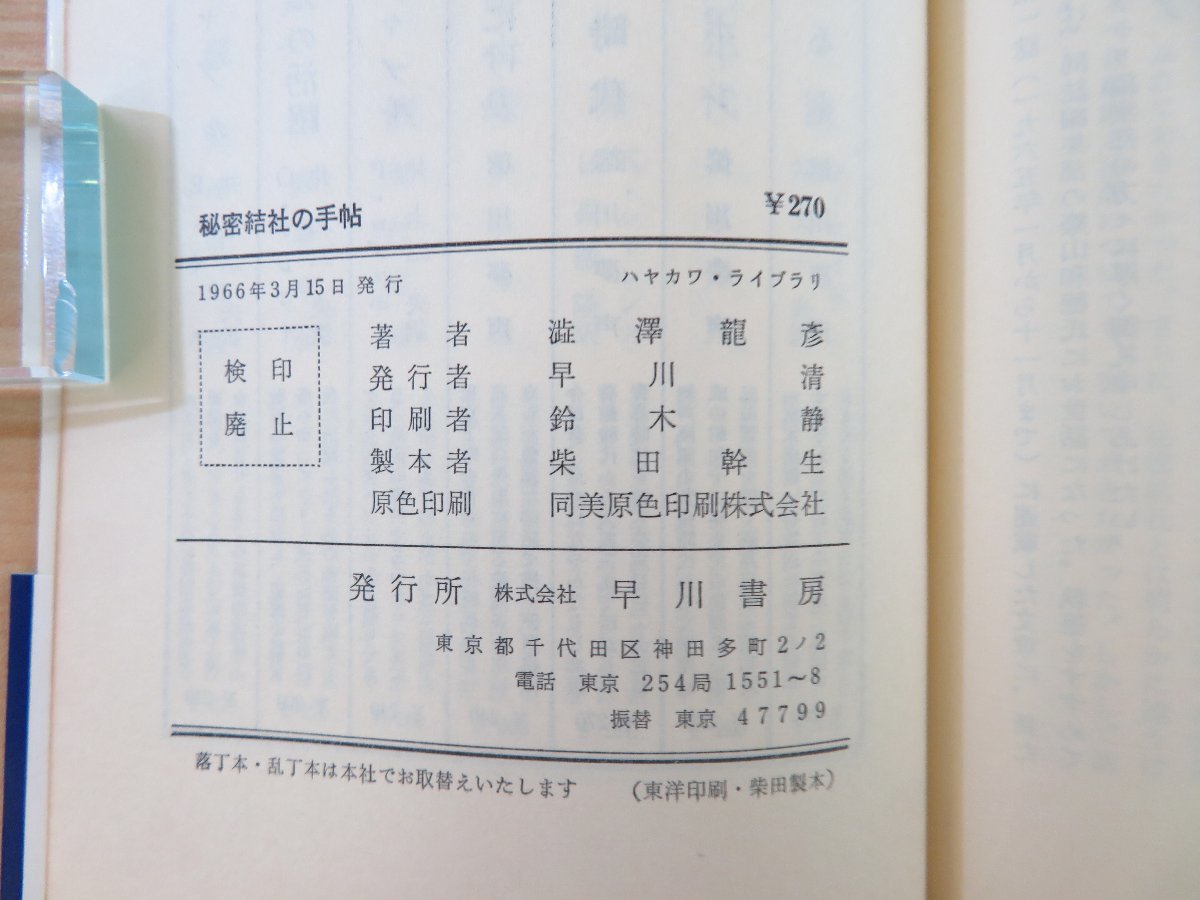 秘密結社の手帖 ¥270
1966年3月15日 発行 ハヤカワ・ライブラリ
検印
廃止
著者 澁澤龍彥
発行者 早川清
印刷者 鈴木静
製本者 柴田幹生
原色印刷 同美原色印刷株式会社
発行所 株式会社 早川書房
東京都千代田区神田多町2ノ2
電話 東京 254局 1551〜8
振替 東京 47799
落丁本・乱丁本は本社でお取替えいたします (東洋印刷・柴田製本)